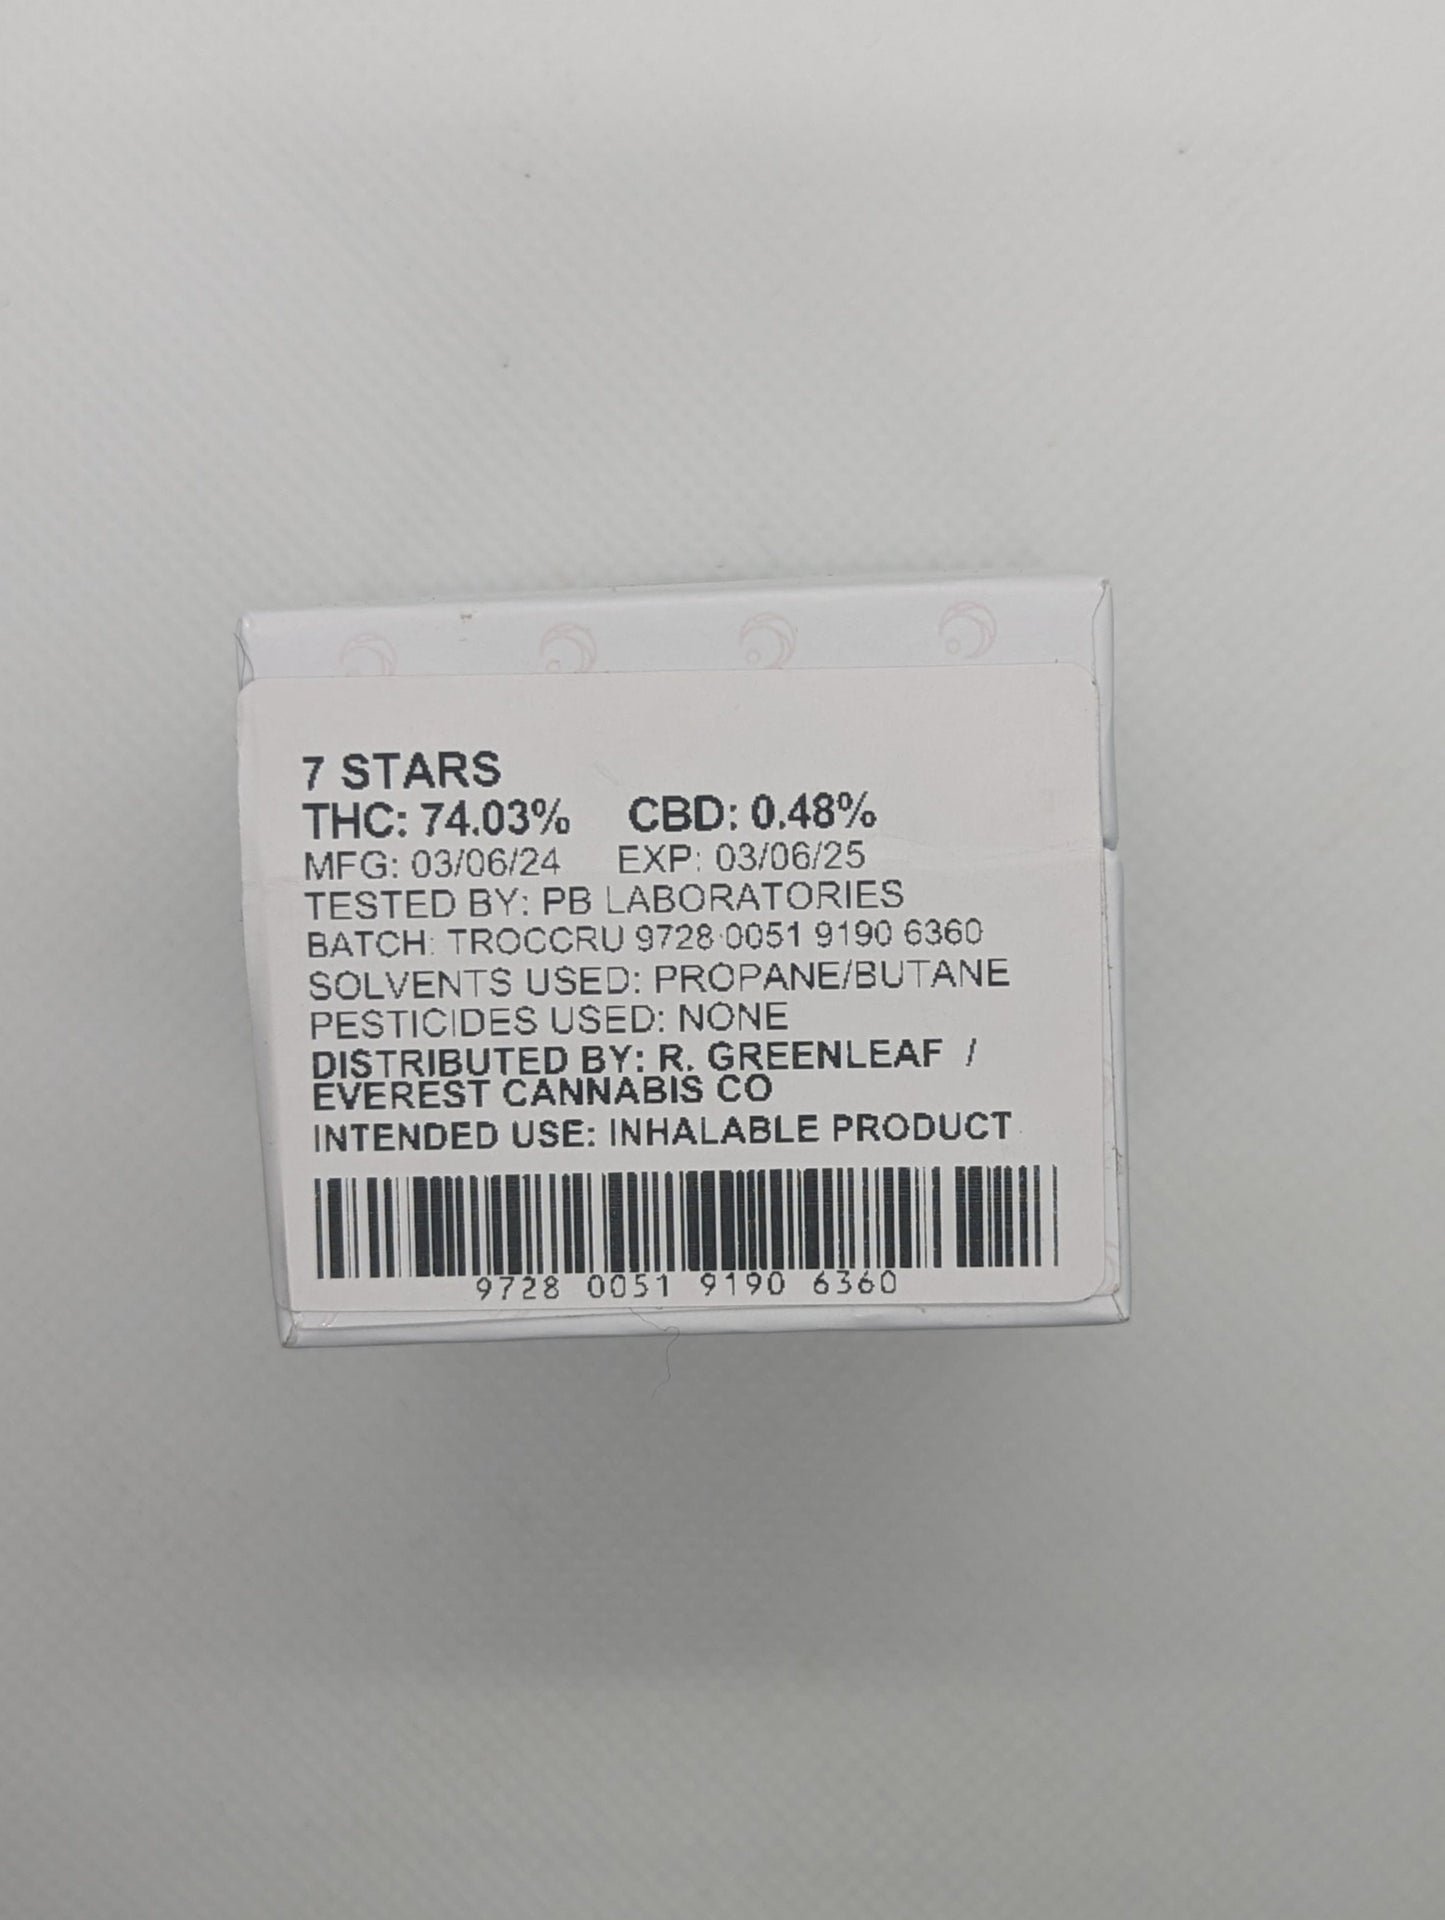 7 STARS
THC: 74.03% CBD: 0.48%
MFG: 03/06/24 EXP: 03/06/25
TESTED BY: PB LABORATORIES
BATCH: TROCCRU 9728 0051 9190 6360
SOLVENTS USED: PROPANE/BUTANE
PESTICIDES USED: NONE
DISTRIBUTED BY: R. GREENLEAF /
EVEREST CANNABIS CO
INTENDED USE: INHALABLE PRODUCT
9728 0051 9190 6360